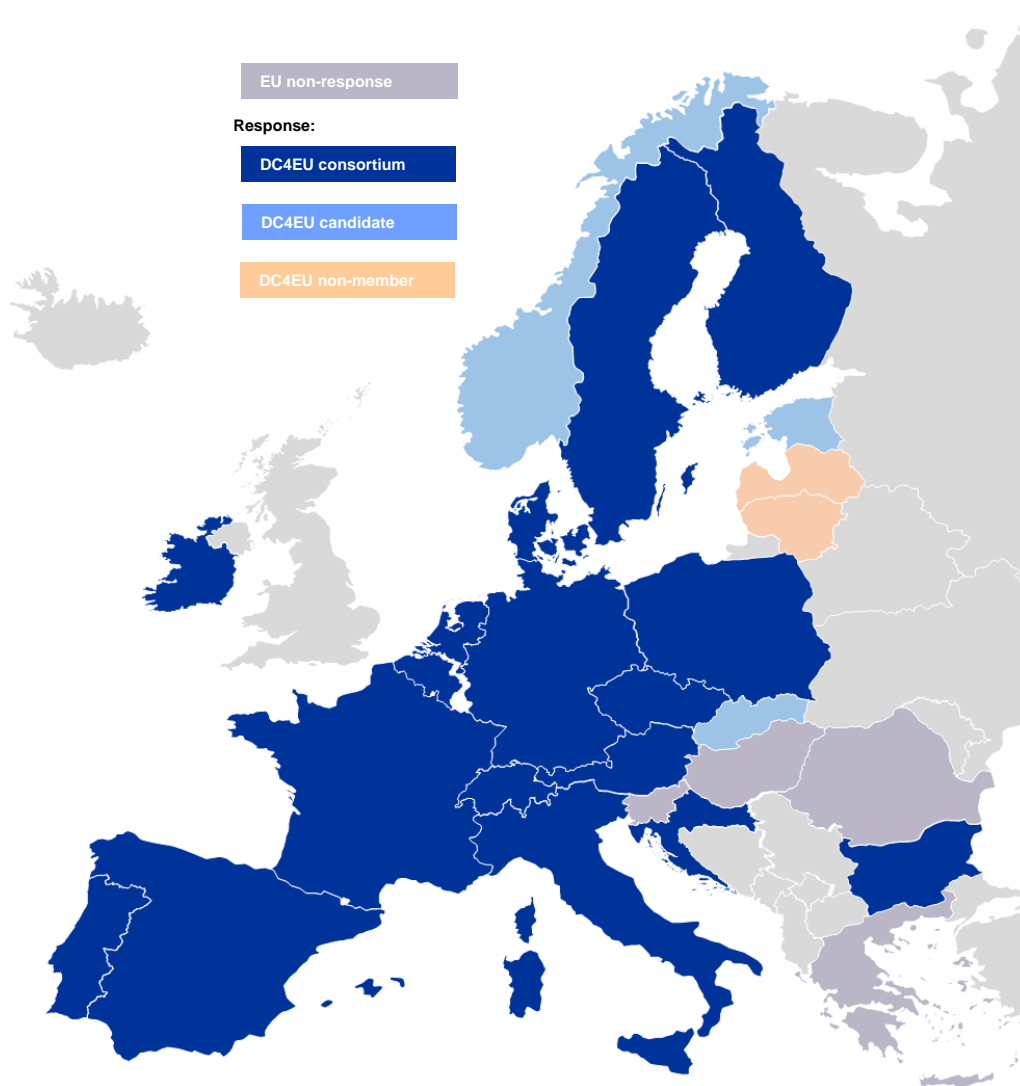 EU non-response
Response:
DC4EU consortium
DC4EU candidate
DC4EU non-member